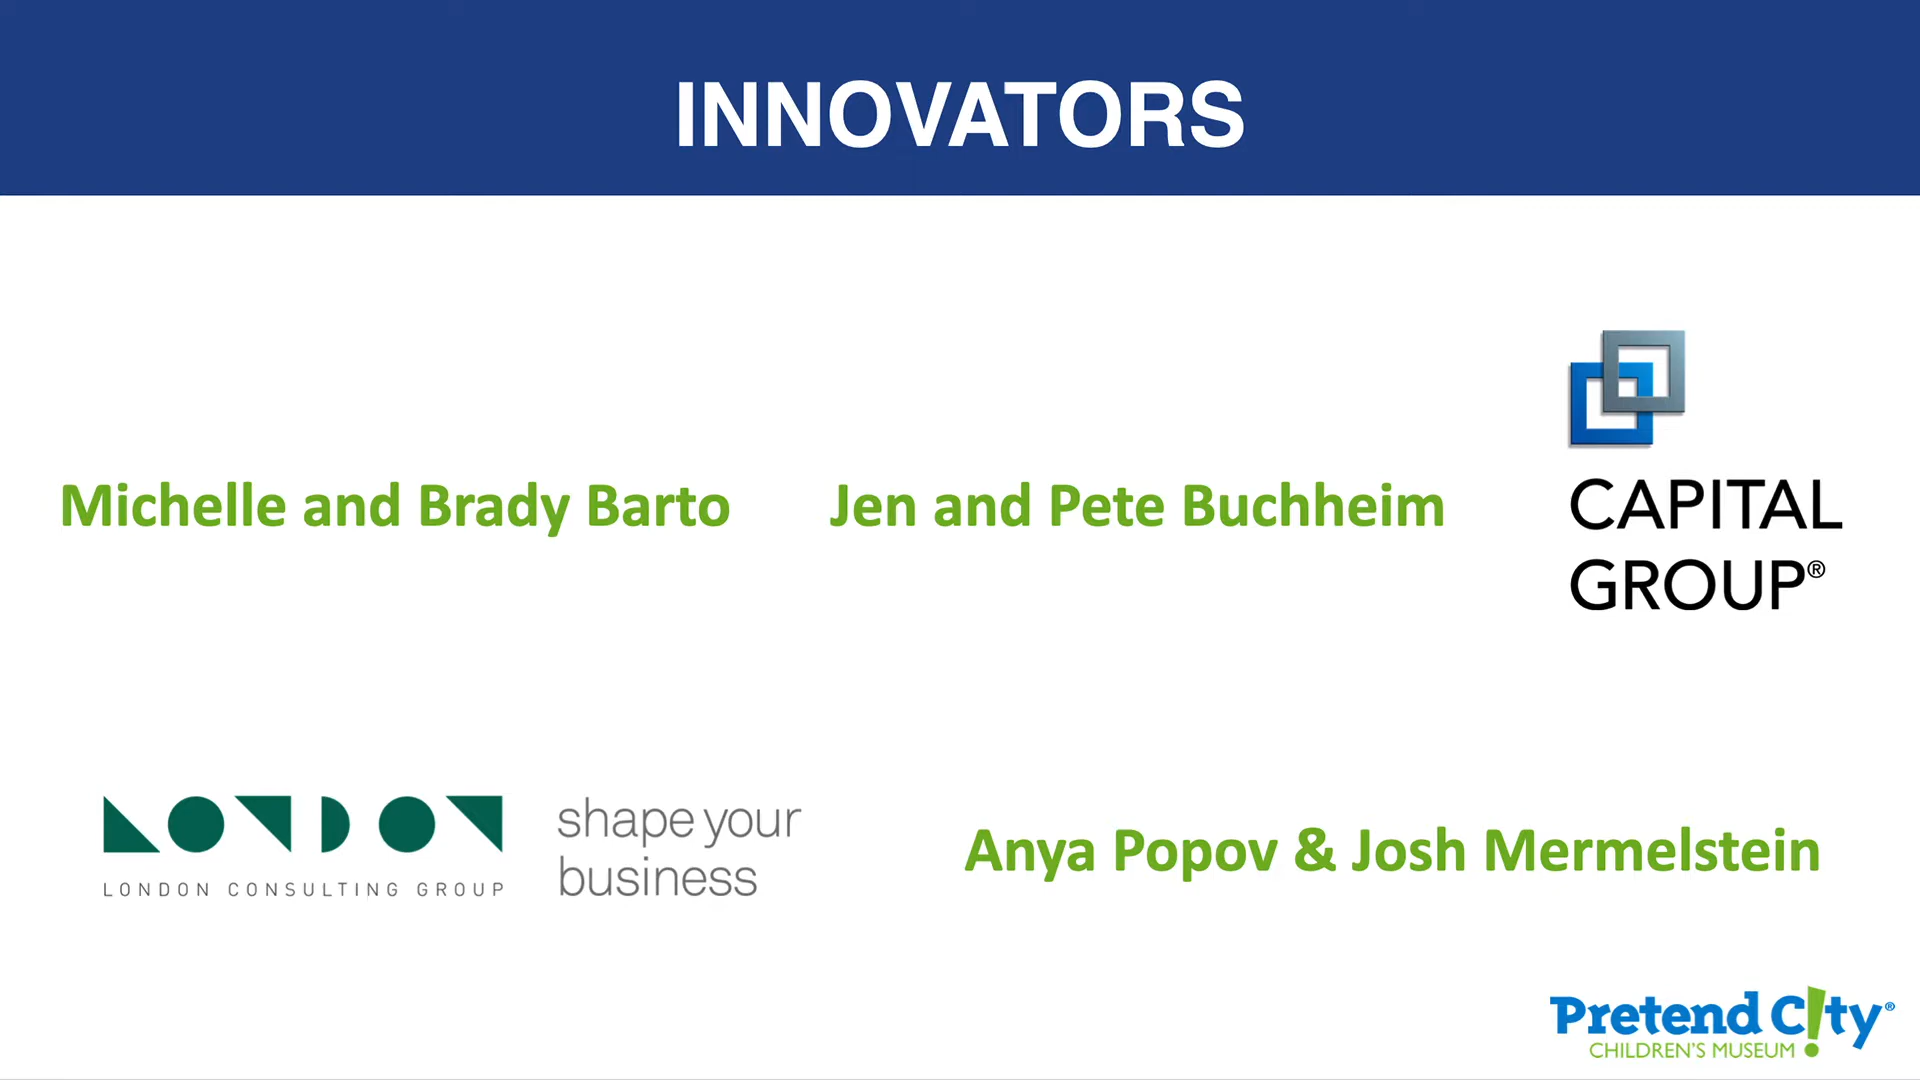 INNOVATORS
Michelle and Brady Barto
Jen and Pete Buchheim
CAPITAL
GROUP®
LONDON
LONDON CONSULTING GROUP
shape your
business
Anya Popov & Josh Mermelstein
Pretend C!ty®
CHILDREN'S MUSEUM